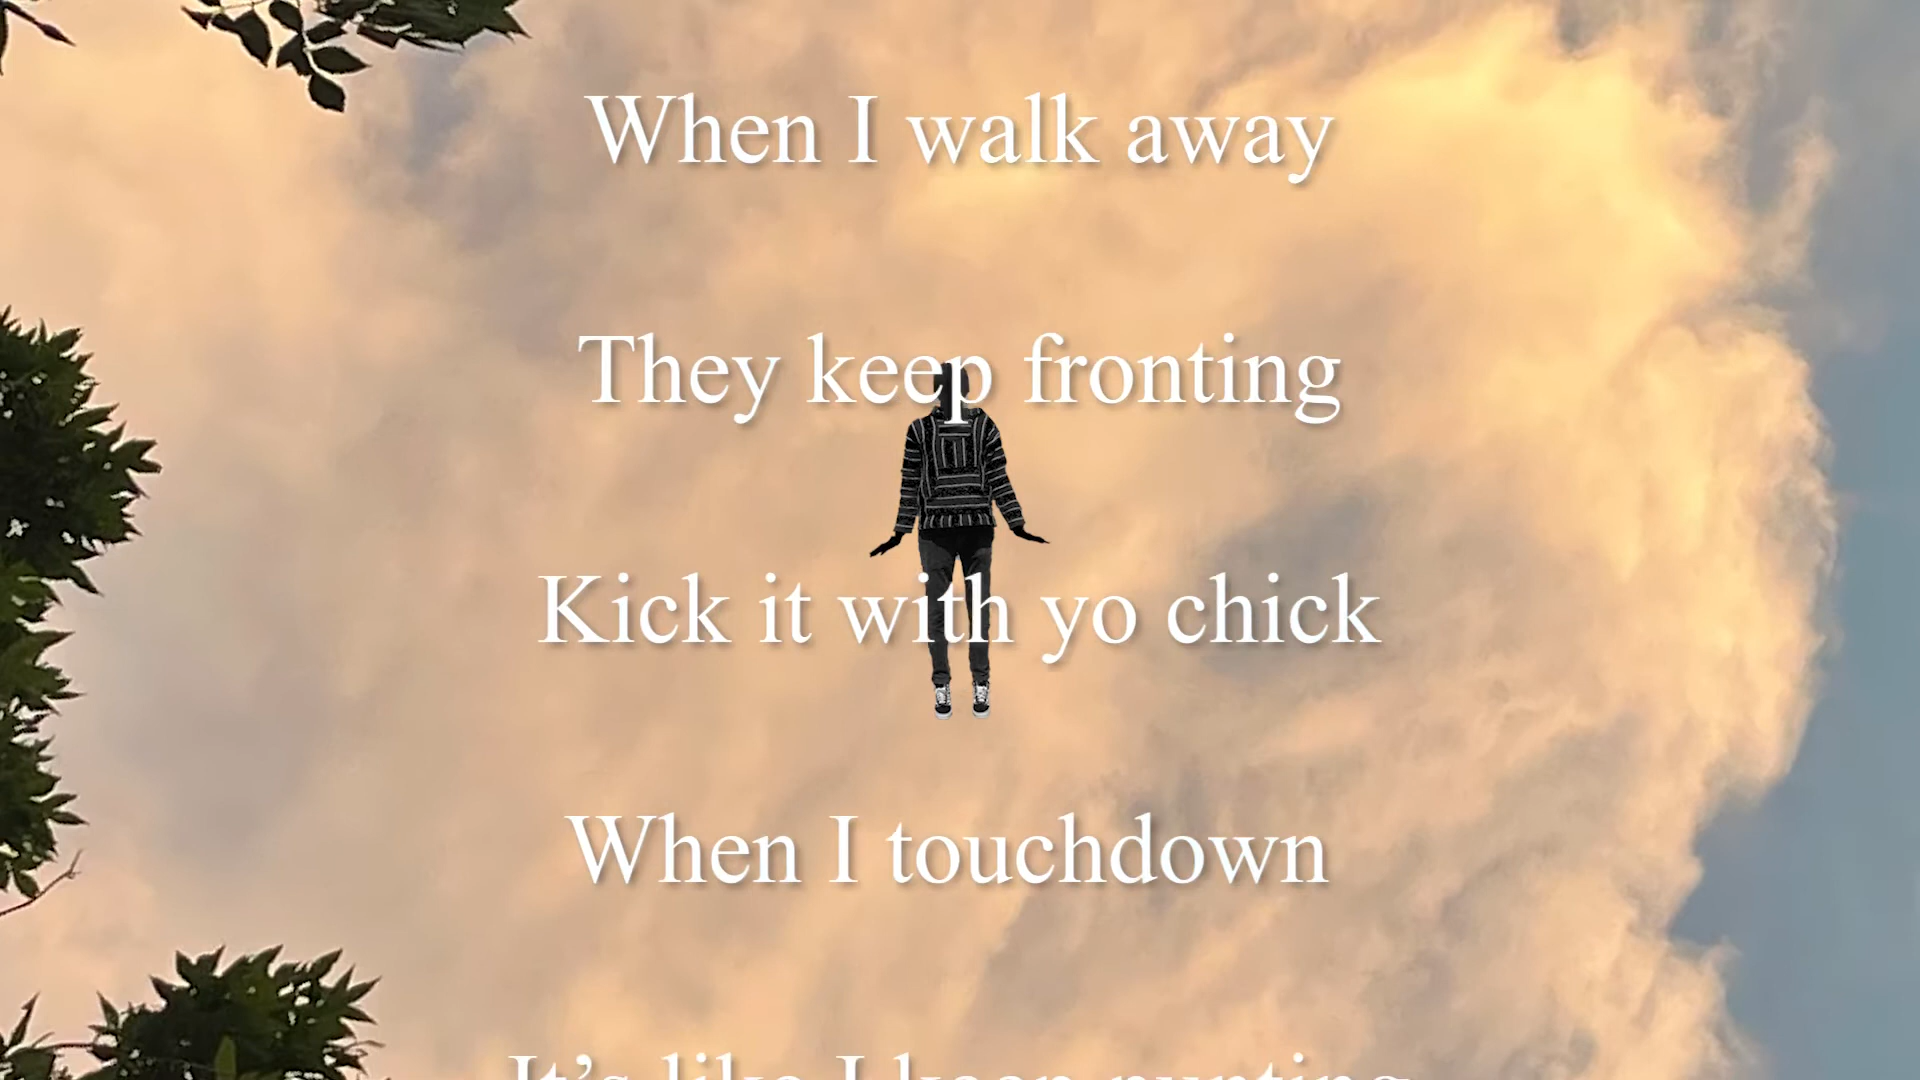 When I walk away
They keep fronting
Kick it with yo chick
When I touchdown
It’s like I keep punting